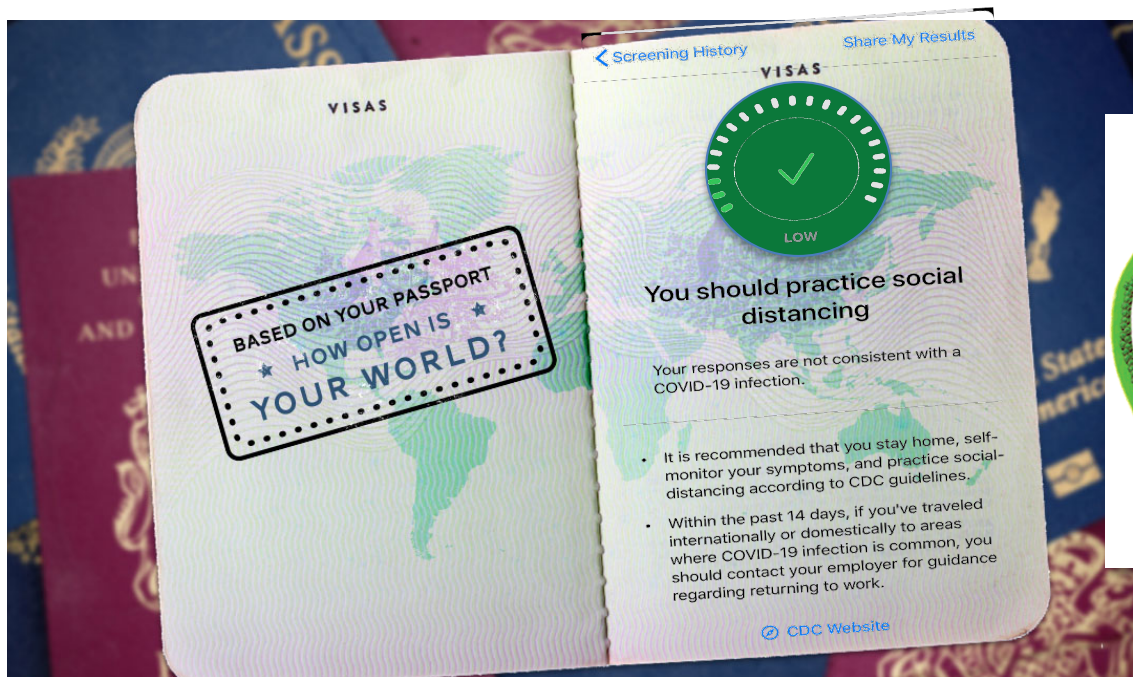 VISAS
BASED ON YOUR PASSPORT
HOW OPEN IS
YOUR WORLD?
Screening History
Share My Results
VISAS
LOW
You should practice social
distancing
Your responses are not consistent with a
COVID-19 infection.
• It is recommended that you stay home, self-
monitor your symptoms, and practice social-
distancing according to CDC guidelines.
• Within the past 14 days, if you've traveled
internationally or domestically to areas
where COVID-19 infection is common, you
should contact your employer for guidance
regarding returning to work.
CDC Website
UN
AND
State
meric